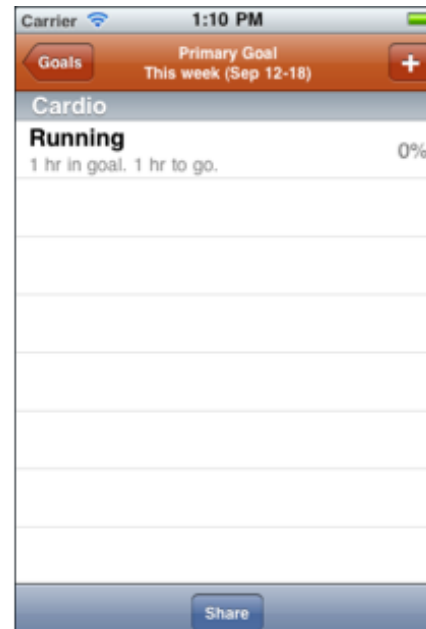 Carrier 1:10 PM
Goals
Primary Goal
This week (Sep 12-18)
+
Cardio
Running
1 hr in goal. 1 hr to go.
0%
Share